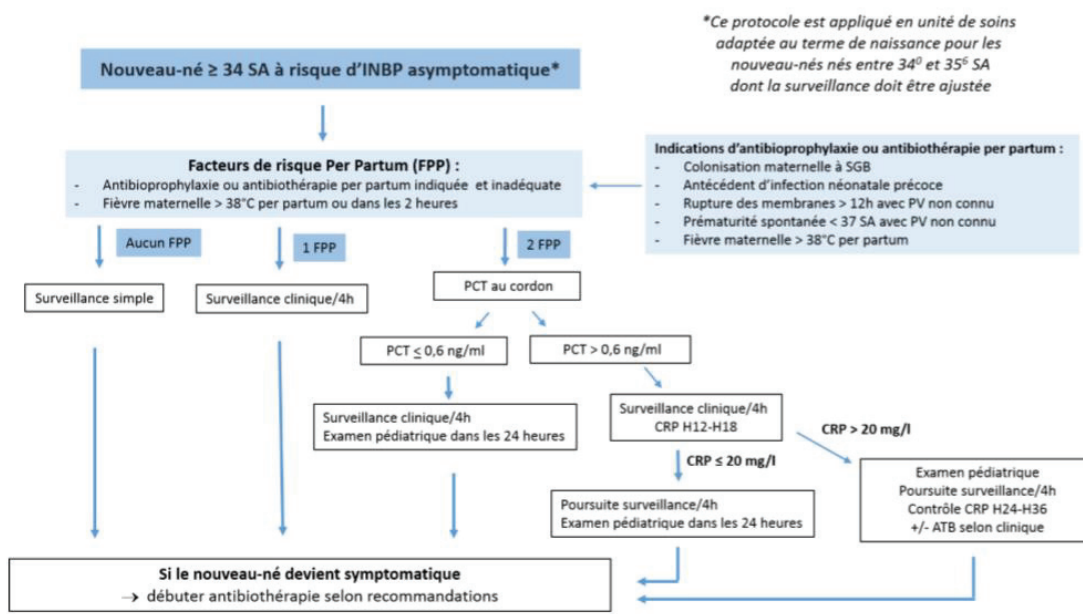 *Ce protocole est appliqué en unité de soins
adaptée au terme de naissance pour les
nouveau-nés nés entre 34⁰ et 35⁶ SA
dont la surveillance doit être ajustée
Nouveau-né ≥ 34 SA à risque d'INBP asymptomatique*
Facteurs de risque Per Partum (FPP) :
- Antibioprophylaxie ou antibiothérapie per partum indiquée et inadéquate
- Fièvre maternelle > 38°C per partum ou dans les 2 heures
Indications d'antibioprophylaxie ou antibiothérapie per partum :
- Colonisation maternelle à SGB
- Antécédent d'infection néonatale précoce
- Rupture des membranes > 12h avec PV non connu
- Prématurité spontanée < 37 SA avec PV non connu
- Fièvre maternelle > 38°C per partum
Aucun FPP
1 FPP
2 FPP
Surveillance simple
Surveillance clinique/4h
PCT au cordon
PCT ≤ 0,6 ng/ml
PCT > 0,6 ng/ml
Surveillance clinique/4h
Examen pédiatrique dans les 24 heures
Surveillance clinique/4h
CRP H12-H18
CRP > 20 mg/l
CRP ≤ 20 mg/l
Poursuite surveillance/4h
Examen pédiatrique dans les 24 heures
Examen pédiatrique
Poursuite surveillance/4h
Contrôle CRP H24-H36
+/- ATB selon clinique
Si le nouveau-né devient symptomatique
→ débuter antibiothérapie selon recommandations